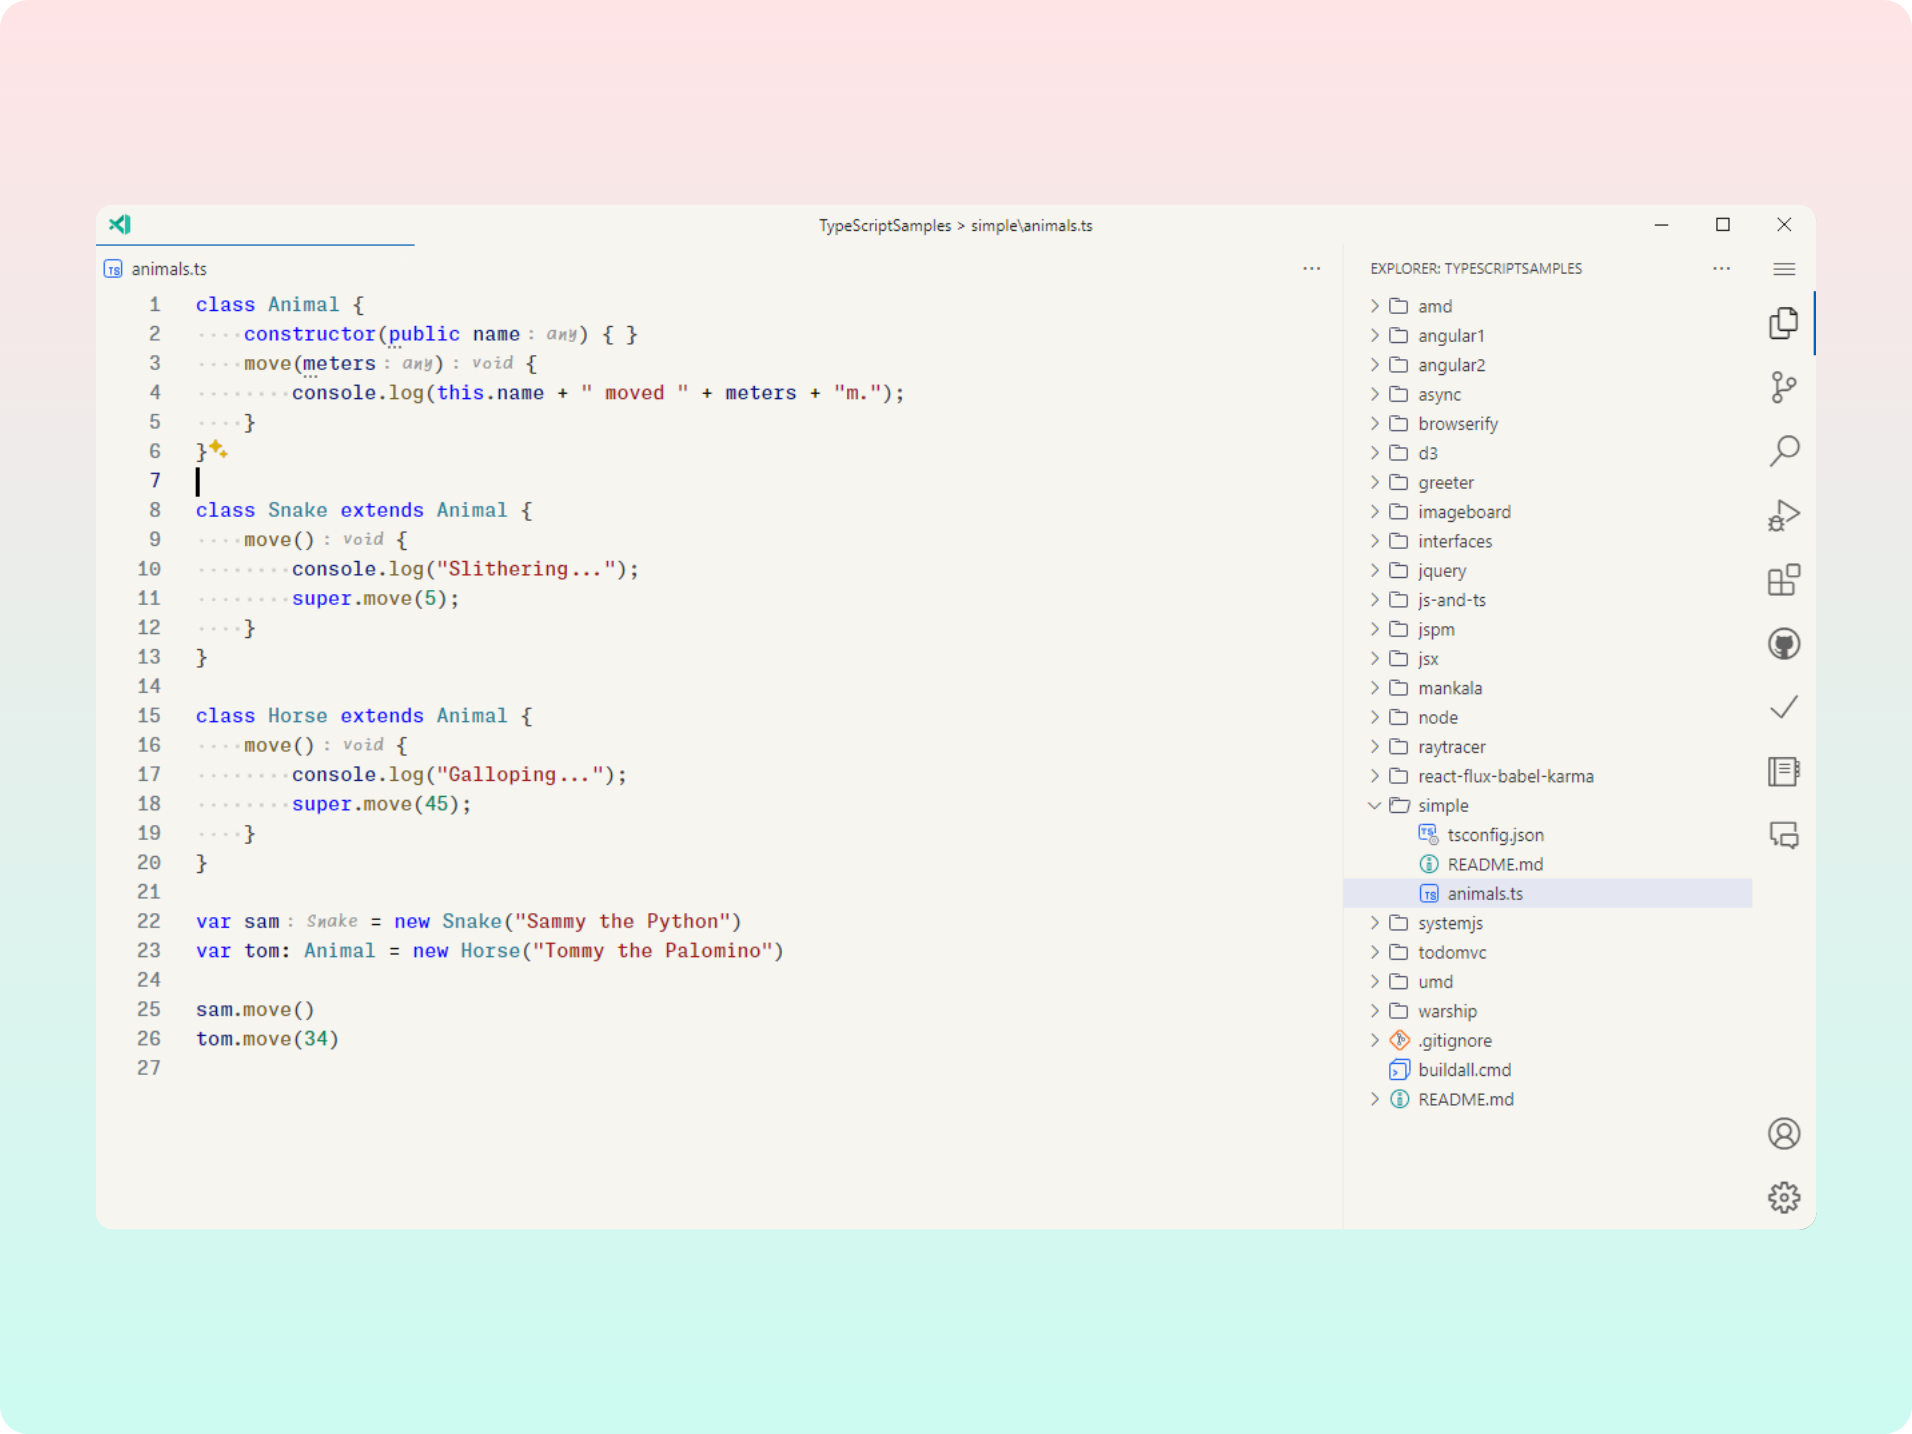 TypeScriptSamples > simple\animals.ts
TS animals.ts
1 class Animal {
2 ····constructor(public name: any) { }
3 ····move(meters: any): void {
4 ········console.log(this.name + " moved " + meters + "m.");
5 ····}
6 }
7
8 class Snake extends Animal {
9 ····move(): void {
10 ········console.log("Slithering...");
11 ········super.move(5);
12 ····}
13 }
14
15 class Horse extends Animal {
16 ····move(): void {
17 ········console.log("Galloping...");
18 ········super.move(45);
19 ····}
20 }
21
22 var sam: Snake = new Snake("Sammy the Python")
23 var tom: Animal = new Horse("Tommy the Palomino")
24
25 sam.move()
26 tom.move(34)
27
EXPLORER: TYPESCRIPTSAMPLES
amd
angular1
angular2
async
browserify
d3
greeter
imageboard
interfaces
jquery
js-and-ts
jspm
jsx
mankala
node
raytracer
react-flux-babel-karma
simple
TS tsconfig.json
README.md
TS animals.ts
systemjs
todomvc
umd
warship
.gitignore
buildall.cmd
README.md